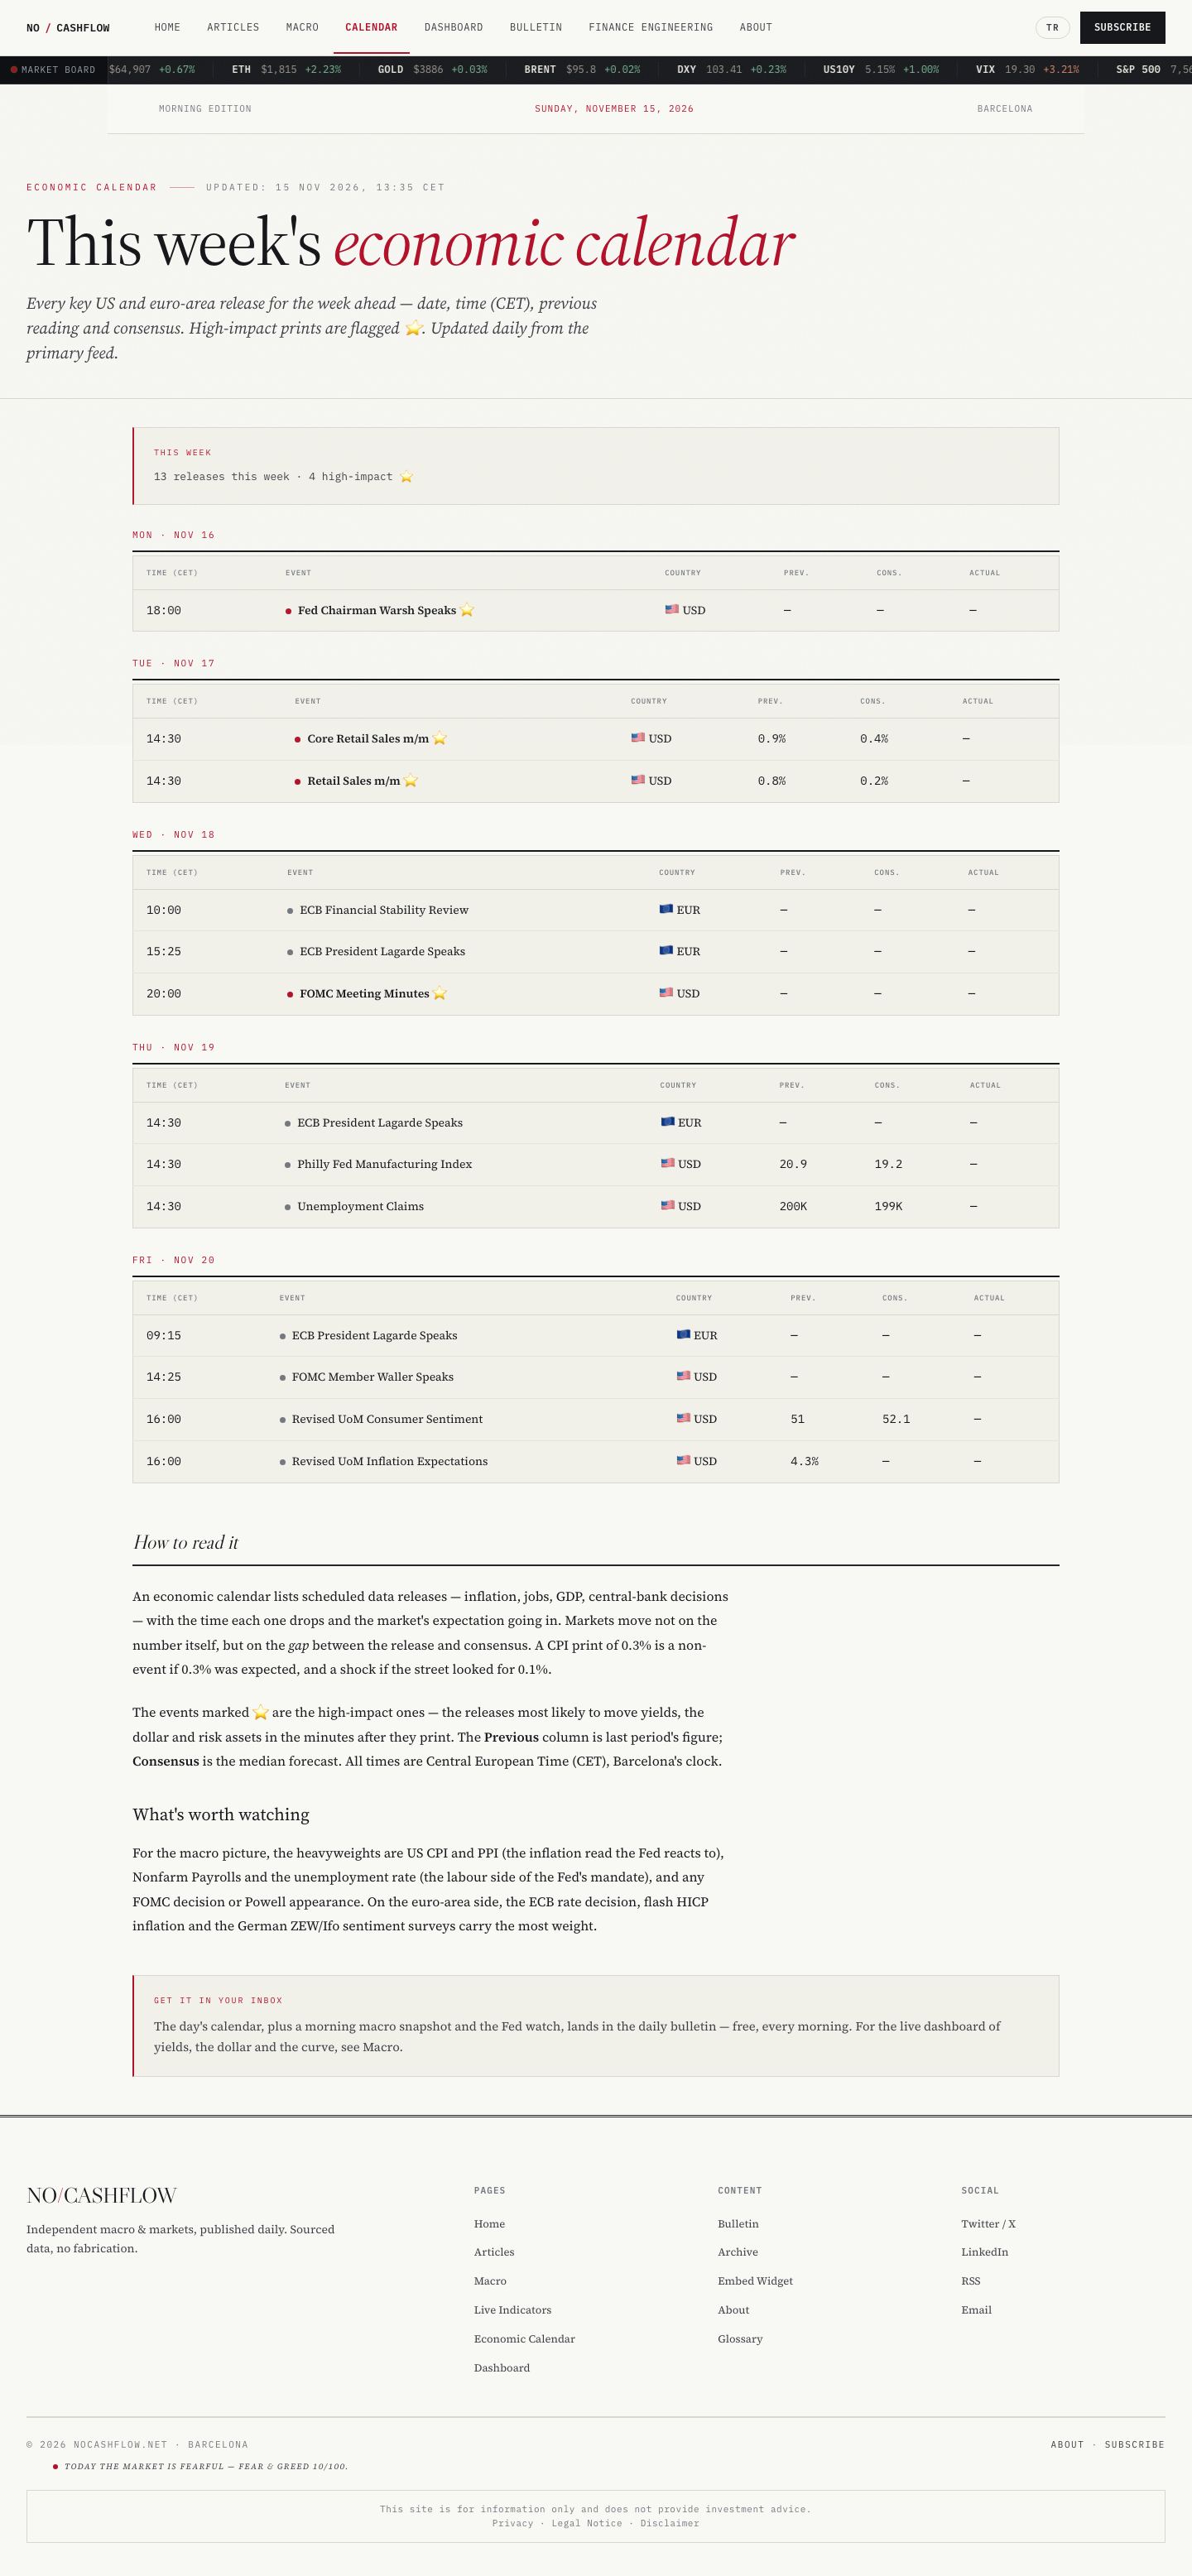 NO / CASHFLOW HOME ARTICLES MACRO CALENDAR DASHBOARD BULLETIN FINANCE ENGINEERING ABOUT TR SUBSCRIBE
MARKET BOARD $64,907 +0.67% ETH $1,815 +2.23% GOLD $3886 +0.03% BRENT $95.8 +0.02% DXY 103.41 +0.23% US10Y 5.15% +1.00% VIX 19.30 +3.21% S&P 500
MORNING EDITION SUNDAY, NOVEMBER 15, 2026 BARCELONA
ECONOMIC CALENDAR UPDATED: 15 NOV 2026, 13:35 CET
This week's economic calendar
Every key US and euro-area release for the week ahead — date, time (CET), previous
reading and consensus. High-impact prints are flagged ⭐. Updated daily from the
primary feed.
THIS WEEK
13 releases this week · 4 high-impact ⭐
MON · NOV 16
TIME (CET) EVENT COUNTRY PREV. CONS. ACTUAL
18:00 Fed Chairman Warsh Speaks ⭐ 🇺🇸 USD — — —
TUE · NOV 17
TIME (CET) EVENT COUNTRY PREV. CONS. ACTUAL
14:30 Core Retail Sales m/m ⭐ 🇺🇸 USD 0.9% 0.4% —
14:30 Retail Sales m/m ⭐ 🇺🇸 USD 0.8% 0.2% —
WED · NOV 18
TIME (CET) EVENT COUNTRY PREV. CONS. ACTUAL
10:00 ECB Financial Stability Review 🇪🇺 EUR — — —
15:25 ECB President Lagarde Speaks 🇪🇺 EUR — — —
20:00 FOMC Meeting Minutes ⭐ 🇺🇸 USD — — —
THU · NOV 19
TIME (CET) EVENT COUNTRY PREV. CONS. ACTUAL
14:30 ECB President Lagarde Speaks 🇪🇺 EUR — — —
14:30 Philly Fed Manufacturing Index 🇺🇸 USD 20.9 19.2 —
14:30 Unemployment Claims 🇺🇸 USD 200K 199K —
FRI · NOV 20
TIME (CET) EVENT COUNTRY PREV. CONS. ACTUAL
09:15 ECB President Lagarde Speaks 🇪🇺 EUR — — —
14:25 FOMC Member Waller Speaks 🇺🇸 USD — — —
16:00 Revised UoM Consumer Sentiment 🇺🇸 USD 51 52.1 —
16:00 Revised UoM Inflation Expectations 🇺🇸 USD 4.3% — —
How to read it
An economic calendar lists scheduled data releases — inflation, jobs, GDP, central-bank decisions
— with the time each one drops and the market's expectation going in. Markets move not on the
number itself, but on the gap between the release and consensus. A CPI print of 0.3% is a non-
event if 0.3% was expected, and a shock if the street looked for 0.1%.
The events marked ⭐ are the high-impact ones — the releases most likely to move yields, the
dollar and risk assets in the minutes after they print. The Previous column is last period's figure;
Consensus is the median forecast. All times are Central European Time (CET), Barcelona's clock.
What's worth watching
For the macro picture, the heavyweights are US CPI and PPI (the inflation read the Fed reacts to),
Nonfarm Payrolls and the unemployment rate (the labour side of the Fed's mandate), and any
FOMC decision or Powell appearance. On the euro-area side, the ECB rate decision, flash HICP
inflation and the German ZEW/Ifo sentiment surveys carry the most weight.
GET IT IN YOUR INBOX
The day's calendar, plus a morning macro snapshot and the Fed watch, lands in the daily bulletin — free, every morning. For the live dashboard of
yields, the dollar and the curve, see Macro.
NO/CASHFLOW
Independent macro & markets, published daily. Sourced
data, no fabrication.
PAGES
Home
Articles
Macro
Live Indicators
Economic Calendar
Dashboard
CONTENT
Bulletin
Archive
Embed Widget
About
Glossary
SOCIAL
Twitter / X
LinkedIn
RSS
Email
© 2026 NOCASHFLOW.NET · BARCELONA ABOUT · SUBSCRIBE
TODAY THE MARKET IS FEARFUL — FEAR & GREED 10/100.
This site is for information only and does not provide investment advice.
Privacy · Legal Notice · Disclaimer